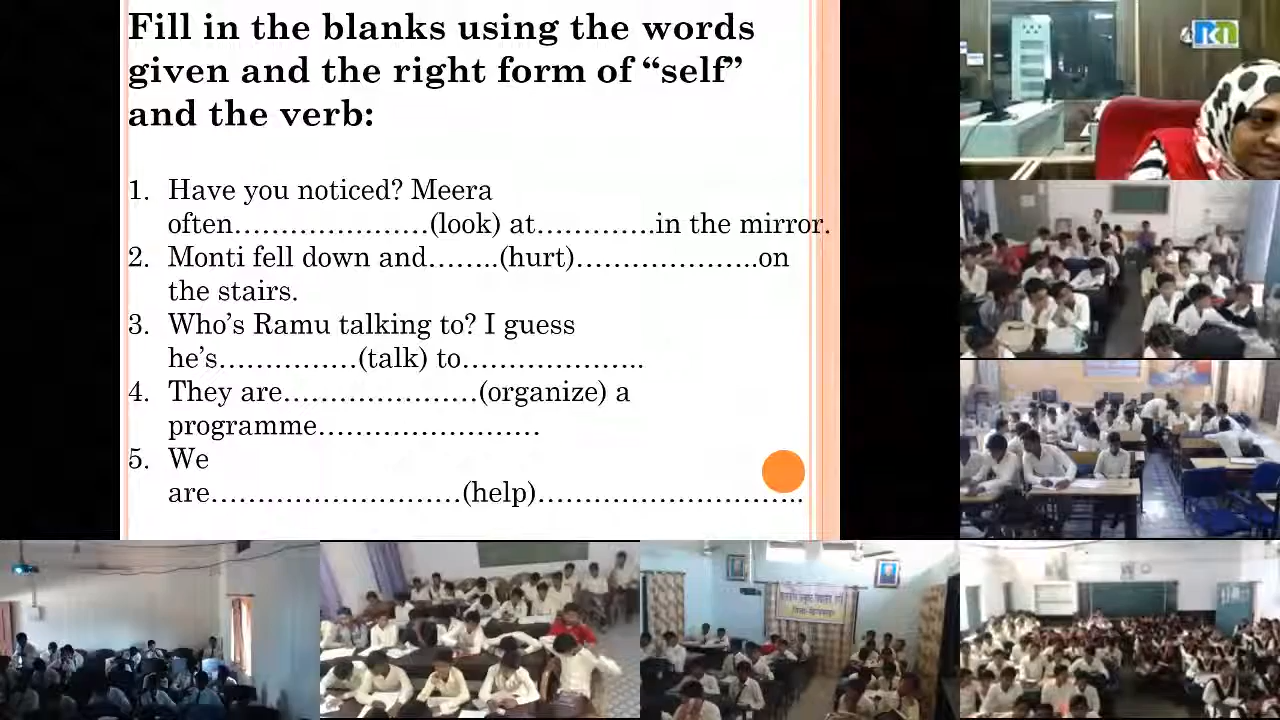 Fill in the blanks using the words
given and the right form of “self”
and the verb:
1. Have you noticed? Meera
often…………………(look) at………….in the mirror.
2. Monti fell down and……..(hurt)………………..on
the stairs.
3. Who’s Ramu talking to? I guess
he’s……………(talk) to………………..
4. They are…………………(organize) a
programme……………………
5. We
are………………………(help)………………………..